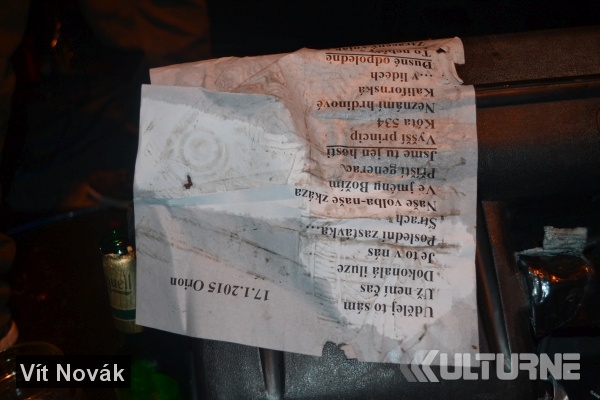 17.1.2015 Orion
Udělej to sám
Už není čas
Dokonalá iluze
Je to v nás
Poslední zastávka...
Strach
Naše volba-naše zkáza
Ve jménu Božím
Příští generac.
Jsme tu jen hosti
Vyšší princip
Kóta 534
Neznámí hrdinové
Kalifornská
...v lidech
Dusné odpoledne
To
Vít Novák
KULTURNE